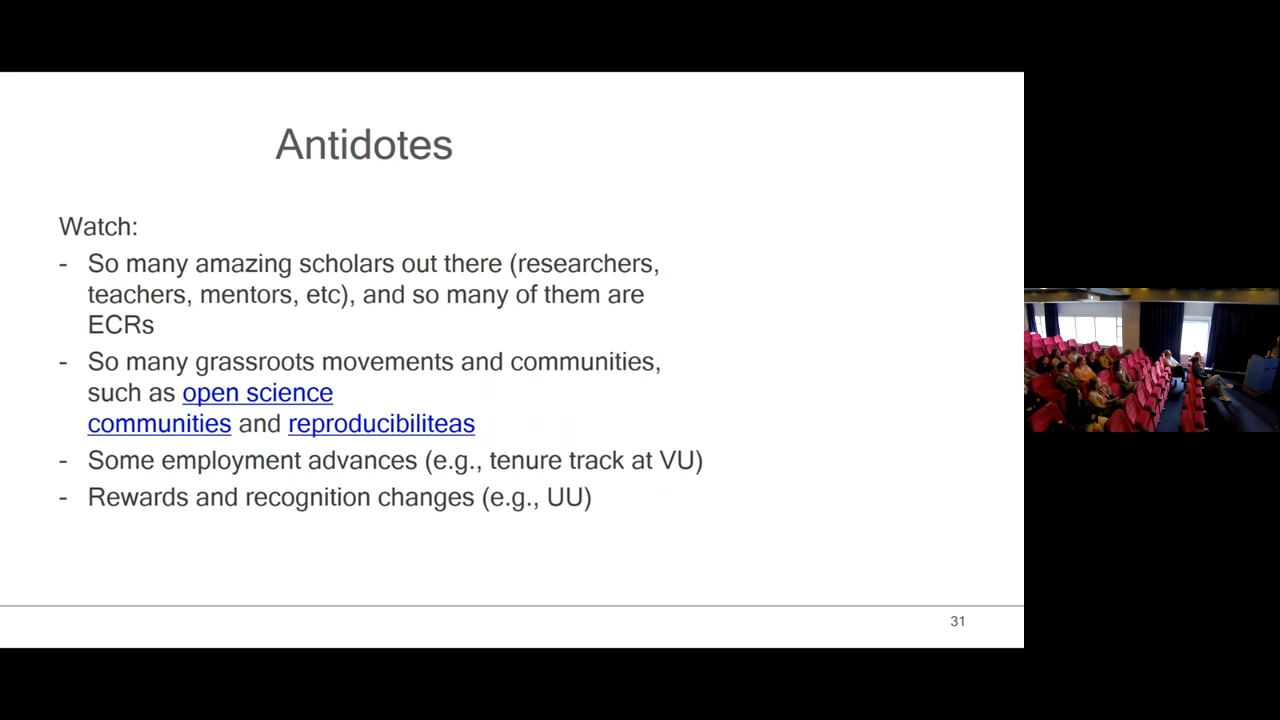 Antidotes
Watch:
- So many amazing scholars out there (researchers,
teachers, mentors, etc), and so many of them are
ECRs
- So many grassroots movements and communities,
such as open science
communities and reproducibiliteas
- Some employment advances (e.g., tenure track at VU)
- Rewards and recognition changes (e.g., UU)
31